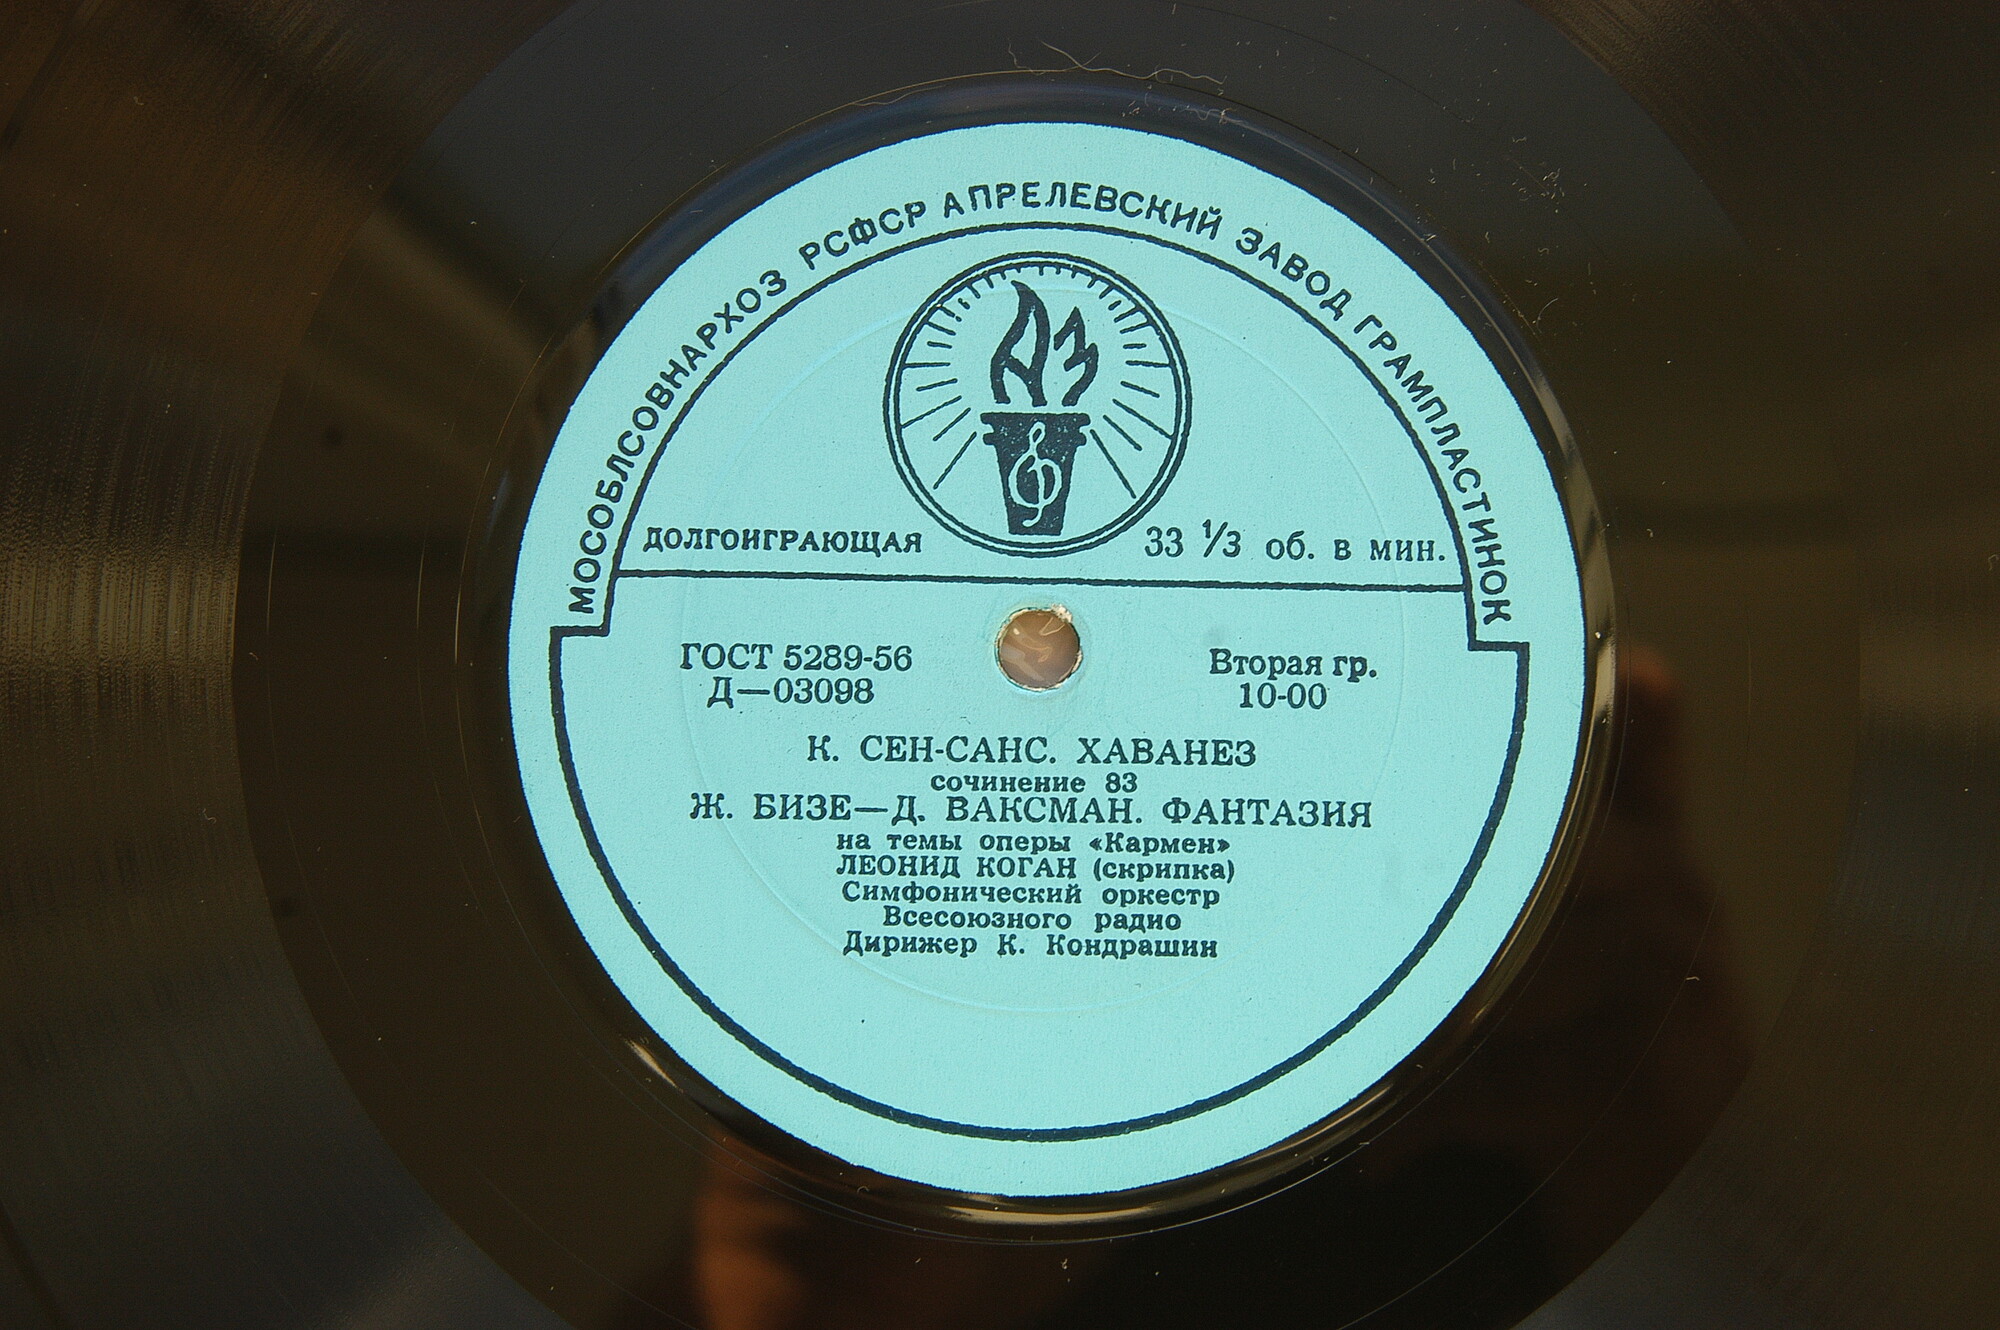 МОСОБЛСОВНАРХОЗ РСФСР АПРЕЛЕВСКИЙ ЗАВОД ГРАМПЛАСТИНОК
АЗ
ДОЛГОИГРАЮЩАЯ
33 1/3 об. в мин.
ГОСТ 5289-56
Д—03098
Вторая гр.
10-00
К. СЕН-САНС. ХАВАНЕЗ
сочинение 83
Ж. БИЗЕ—Д. ВАКСМАН. ФАНТАЗИЯ
на темы оперы «Кармен»
ЛЕОНИД КОГАН (скрипка)
Симфонический оркестр
Всесоюзного радио
Дирижер К. Кондрашин